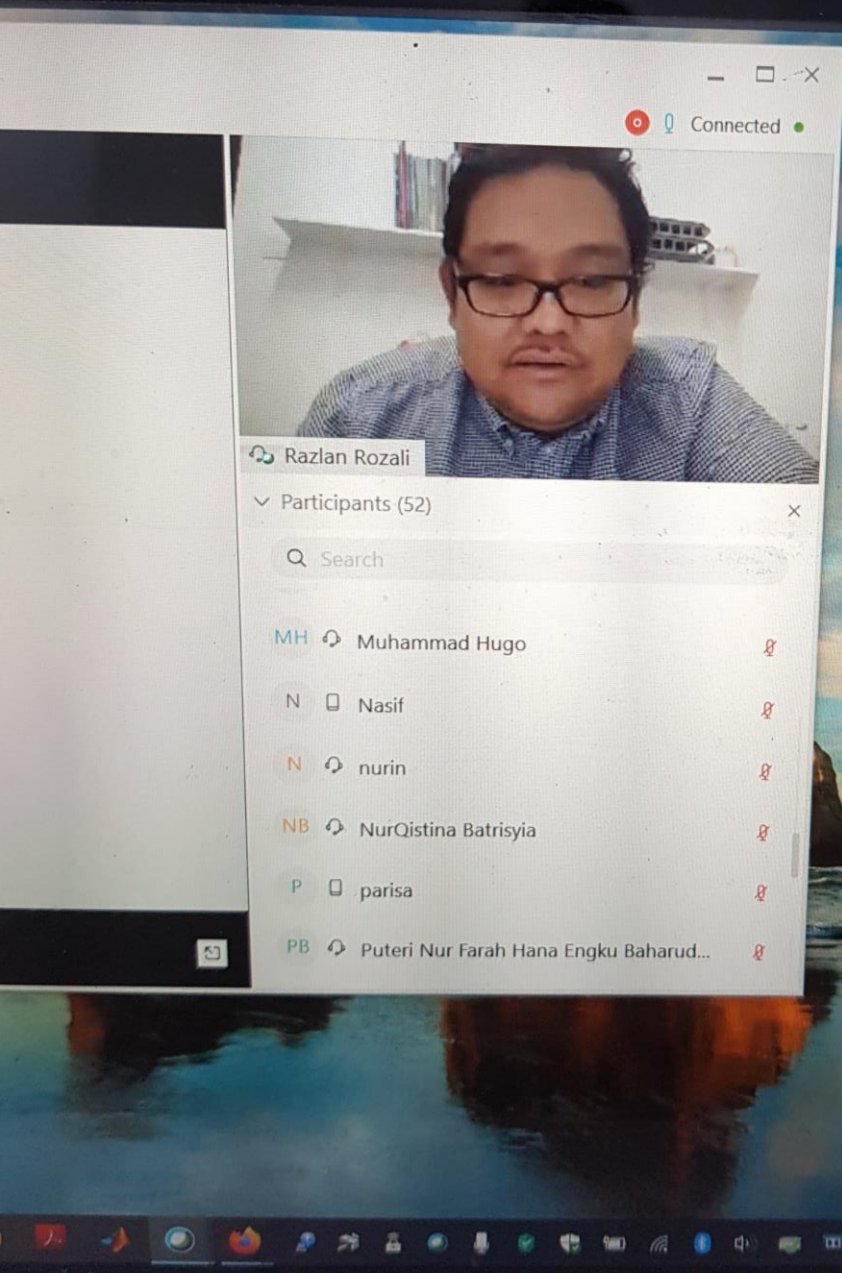 Connected
Razlan Rozali
Participants (52)
Search
MH Muhammad Hugo
N Nasif
N nurin
NB NurQistina Batrisyia
P parisa
PB Puteri Nur Farah Hana Engku Baharud...